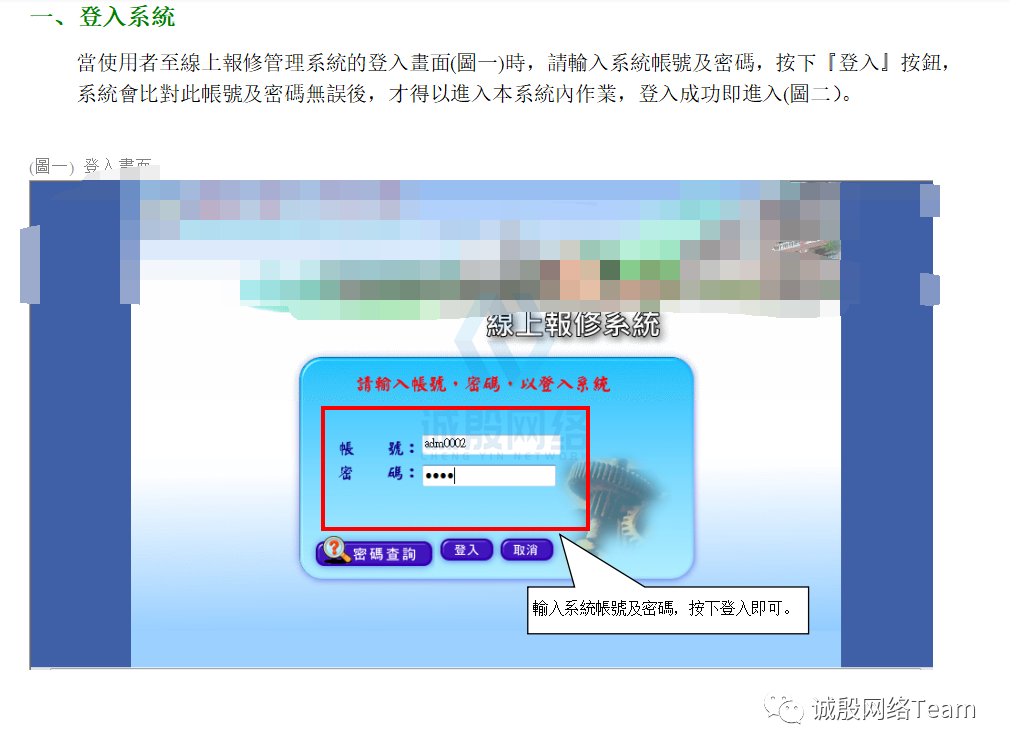 一、登入系統
當使用者至線上報修管理系統的登入畫面(圖一)時，請輸入系統帳號及密碼，按下『登入』按鈕，
系統會比對此帳號及密碼無誤後，才得以進入本系統內作業，登入成功即進入(圖二)。
(圖一) 登入畫面
線上報修系統
請輸入帳號，密碼，以登入系統
诚殷网络
CHENG YIN NETWORK
帳 號：adm0002
密 碼：••••
密碼查詢 登入 取消
輸入系統帳號及密碼，按下登入即可。
诚殷网络Team